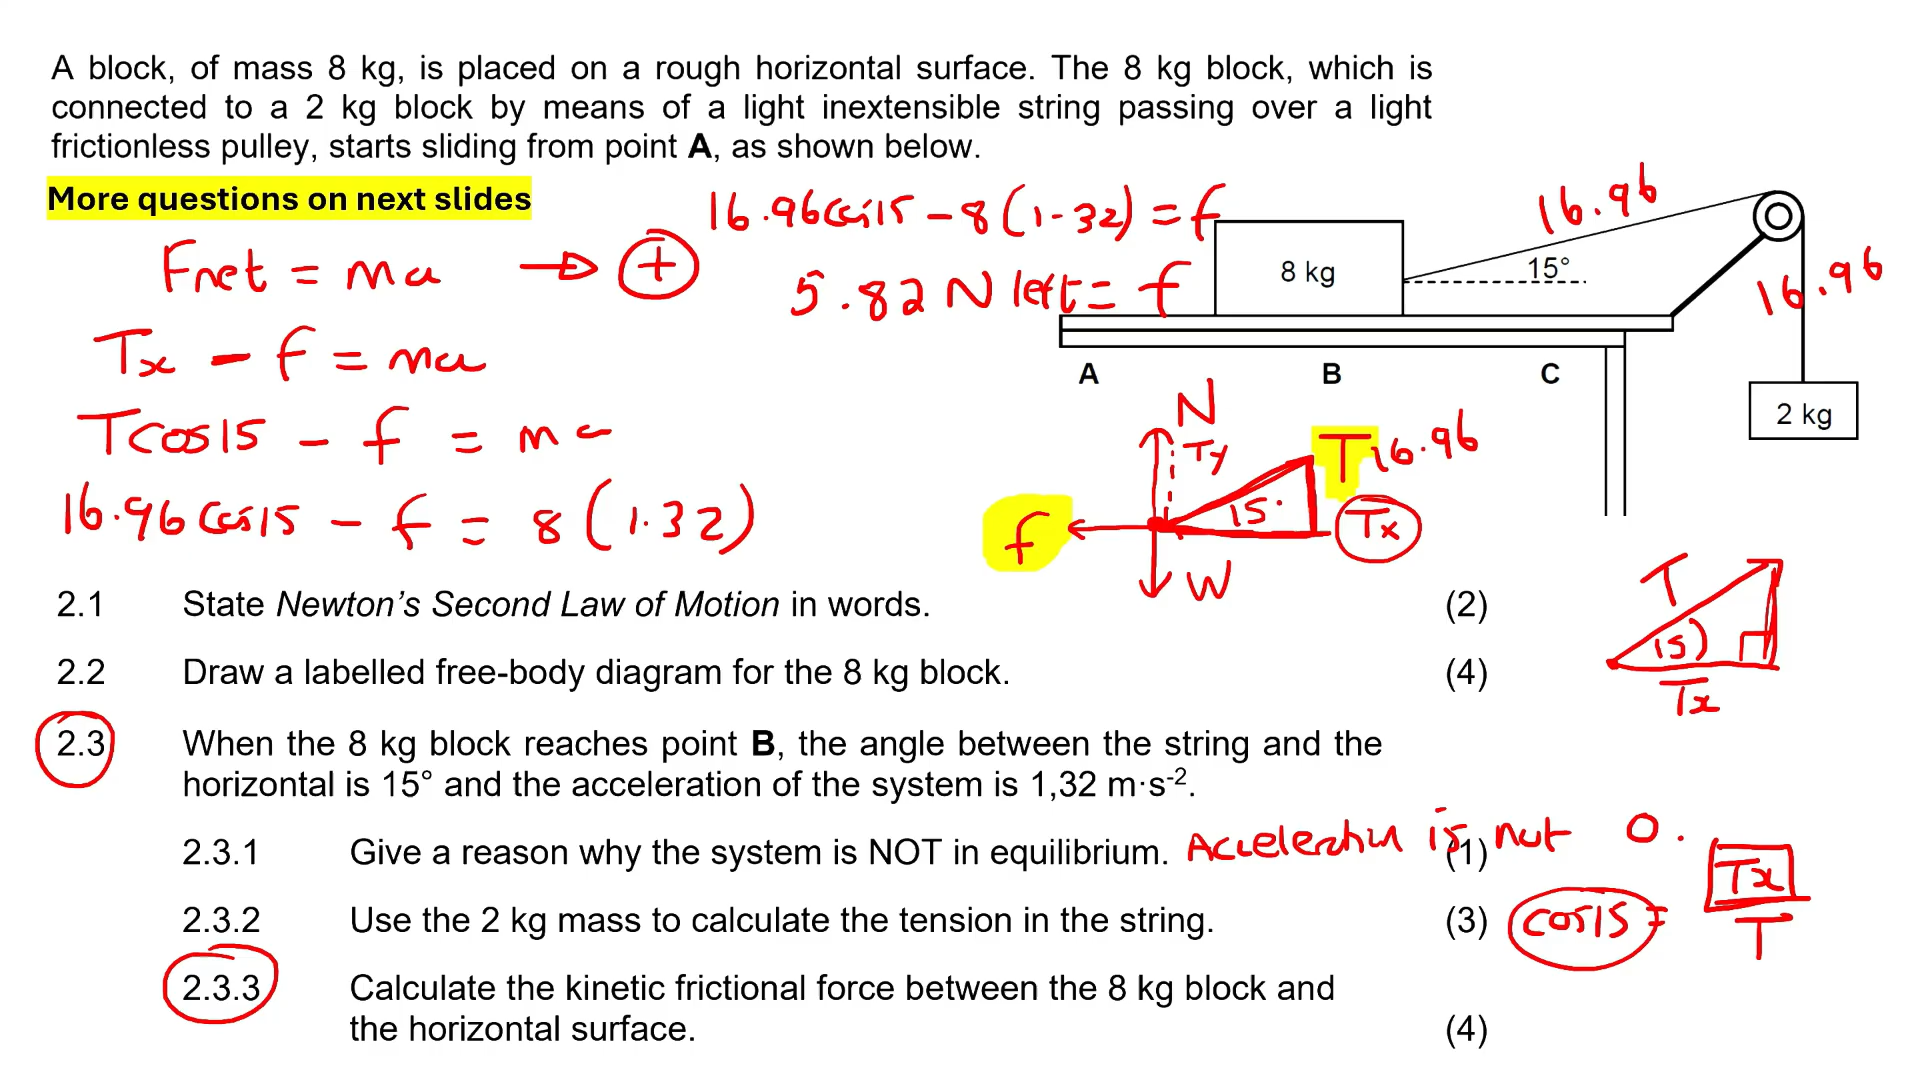 A block, of mass 8 kg, is placed on a rough horizontal surface. The 8 kg block, which is
connected to a 2 kg block by means of a light inextensible string passing over a light
frictionless pulley, starts sliding from point A, as shown below.
More questions on next slides
16.96cos15 - 8(1.32) = f
5.82 N left = f
Fnet = ma → +
Tx - f = ma
Tcos15 - f = ma
16.96cos15 - f = 8(1.32)
16.96
16.96
8 kg
15°
A B C
2 kg
N
Ty
T 16.96
15°
f
Tx
W
T
15
Tx
2.1 State Newton's Second Law of Motion in words. (2)
2.2 Draw a labelled free-body diagram for the 8 kg block. (4)
2.3 When the 8 kg block reaches point B, the angle between the string and the
horizontal is 15° and the acceleration of the system is 1,32 m·s-2.
2.3.1 Give a reason why the system is NOT in equilibrium. (1)
Acceleration is not 0.
2.3.2 Use the 2 kg mass to calculate the tension in the string. (3)
cos15 = Tx
T
2.3.3 Calculate the kinetic frictional force between the 8 kg block and
the horizontal surface. (4)